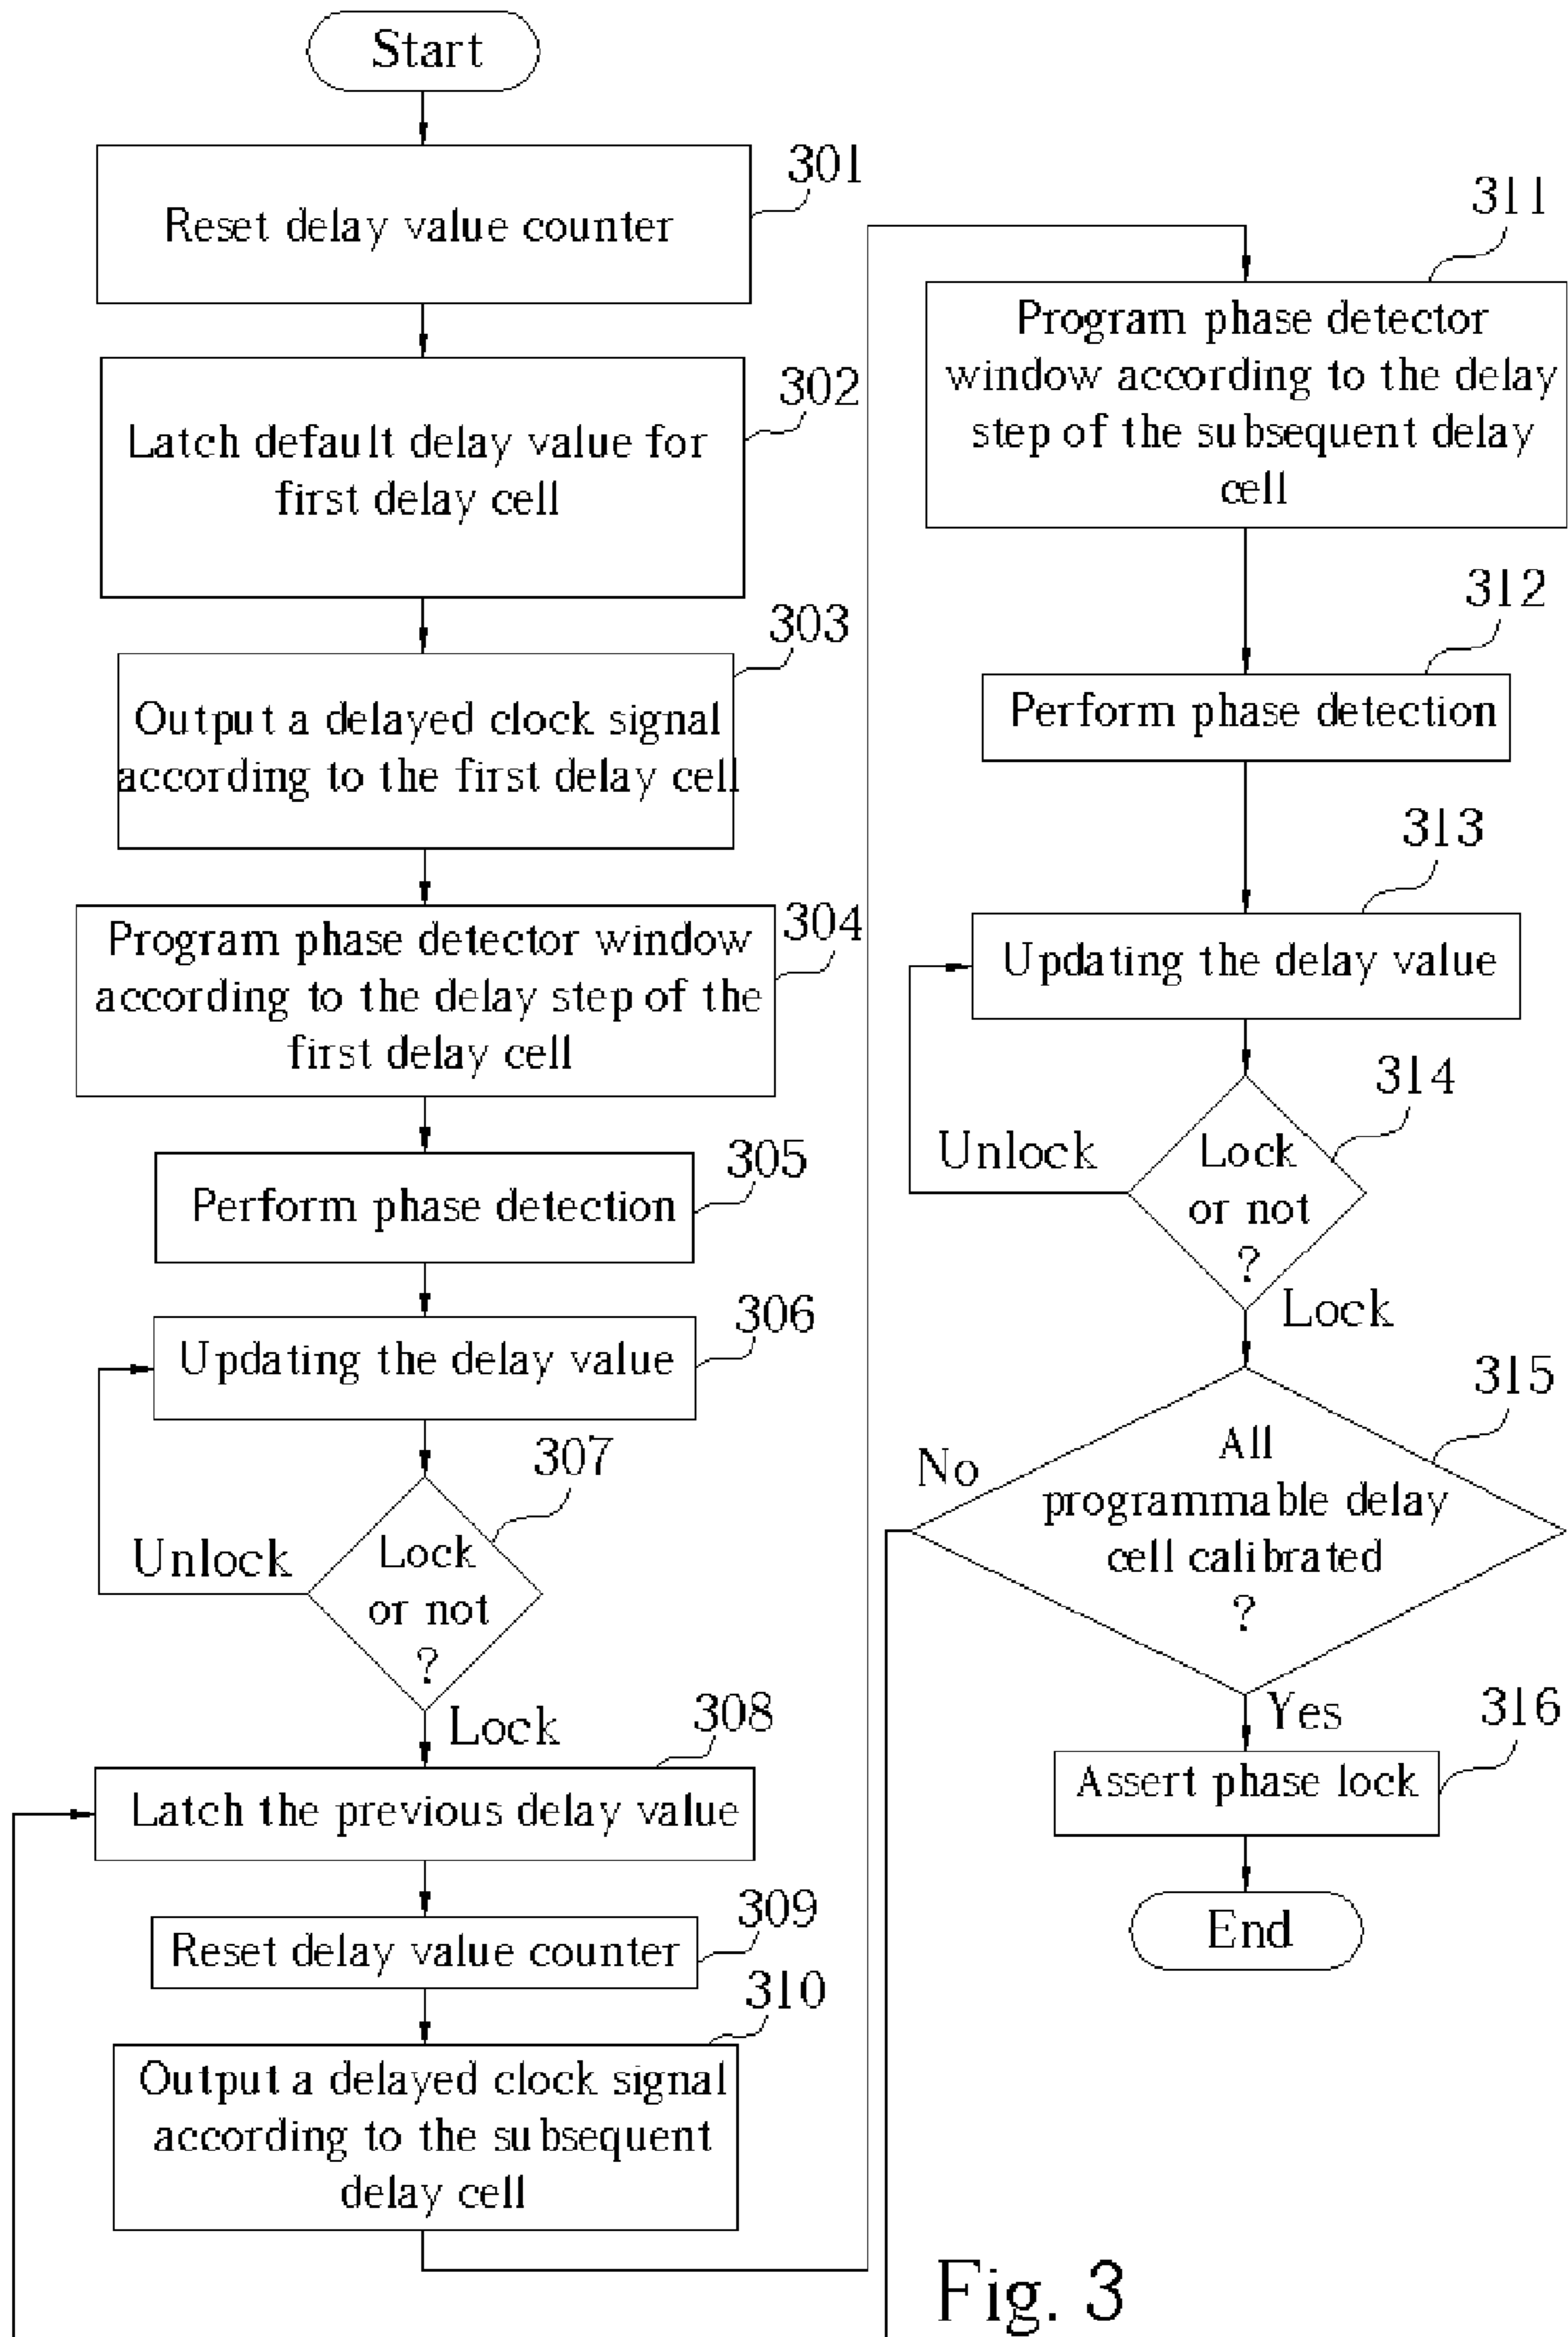 Start
301
Reset delay value counter
302
Latch default delay value for
first delay cell
303
Output a delayed clock signal
according to the first delay cell
304
Program phase detector window
according to the delay step of the
first delay cell
305
Perform phase detection
306
Updating the delay value
307
Unlock
Lock
or not
?
Lock
308
Latch the previous delay value
309
Reset delay value counter
310
Output a delayed clock signal
according to the subsequent
delay cell
311
Program phase detector
window according to the delay
step of the subsequent delay
cell
312
Perform phase detection
313
Updating the delay value
314
Unlock
Lock
or not
?
Lock
315
No
All
programmable delay
cell calibrated
?
Yes
316
Assert phase lock
End
Fig. 3